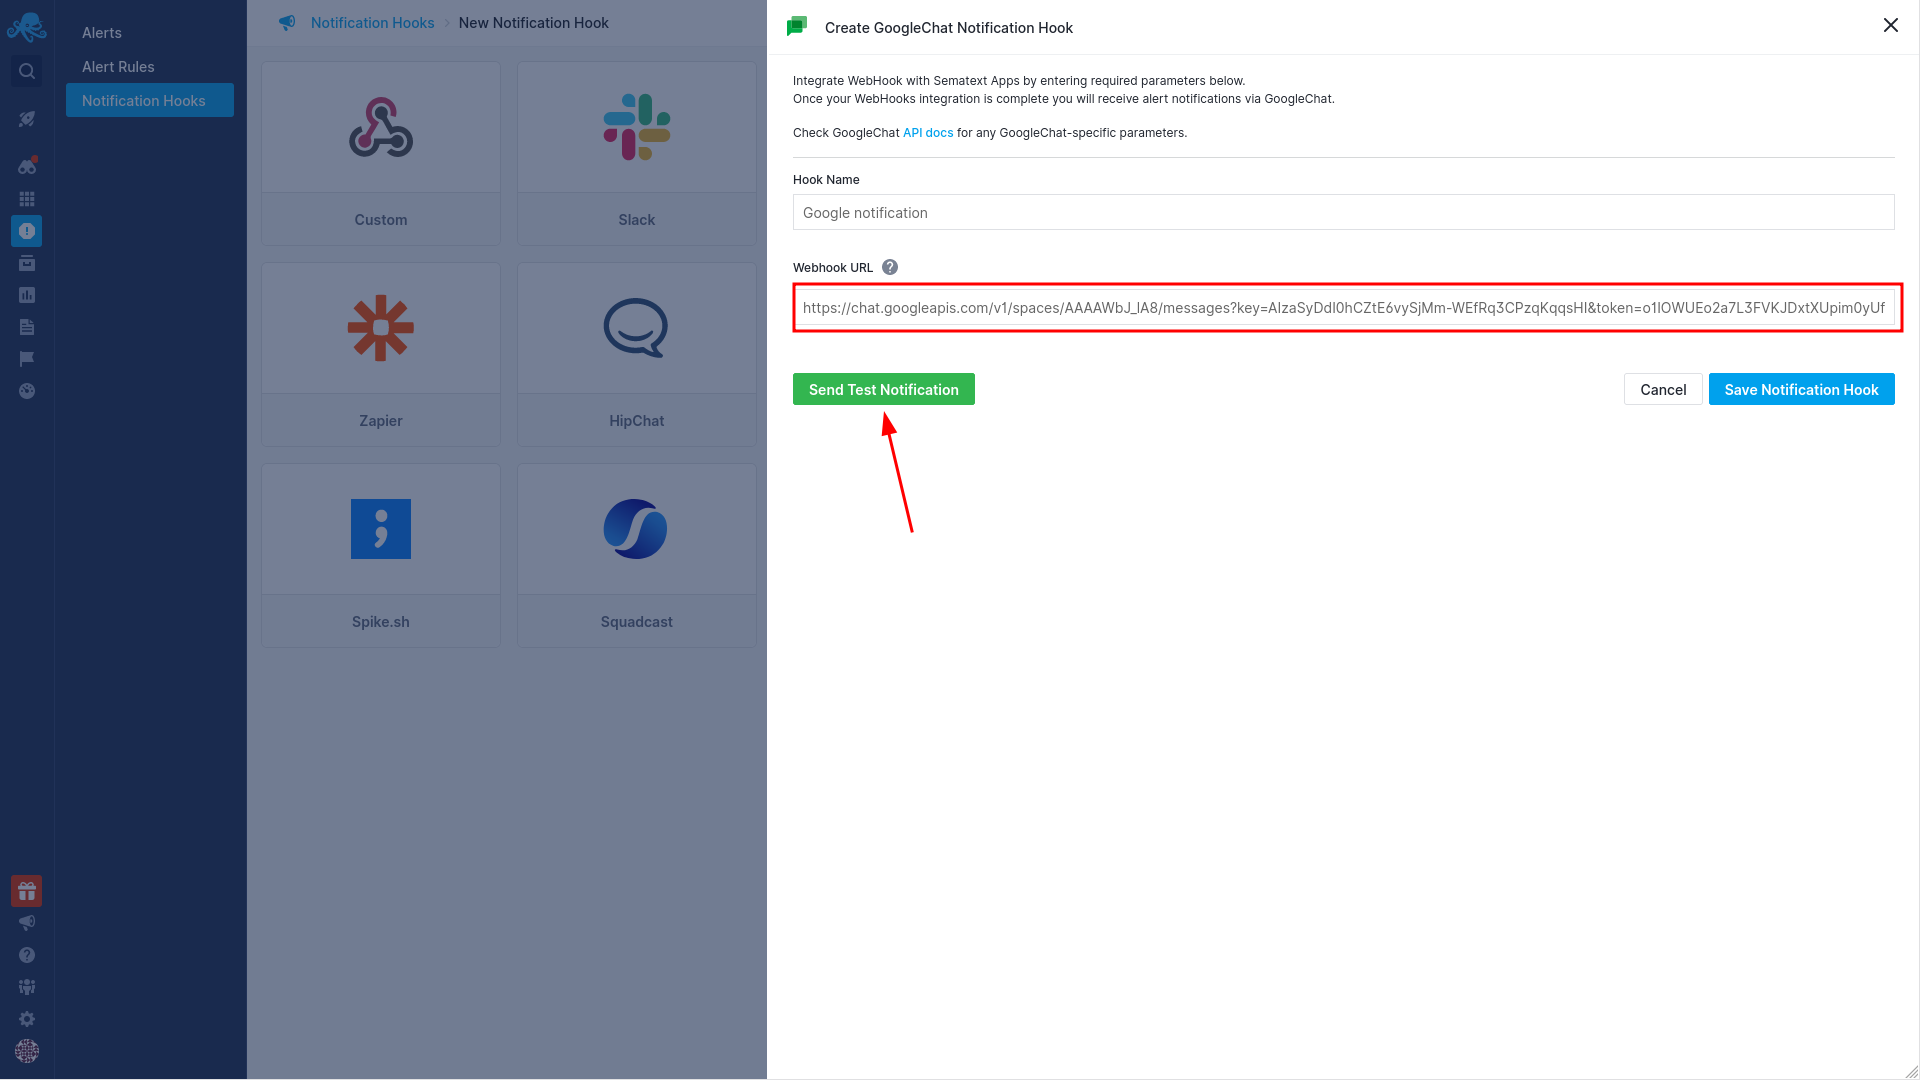 Alerts
Alert Rules
Notification Hooks
Notification Hooks > New Notification Hook
Custom
Slack
Zapier
HipChat
Spike.sh
Squadcast
Create GoogleChat Notification Hook
Integrate WebHook with Sematext Apps by entering required parameters below.
Once your WebHooks integration is complete you will receive alert notifications via GoogleChat.
Check GoogleChat API docs for any GoogleChat-specific parameters.
Hook Name
Google notification
Webhook URL ?
https://chat.googleapis.com/v1/spaces/AAAAWbJ_lA8/messages?key=AIzaSyDdI0hCZtE6vySjMm-WEfRq3CPzqKqqsHI&token=o1lOWUEo2a7L3FVKJDxtXUpim0yUf
Send Test Notification
Cancel
Save Notification Hook